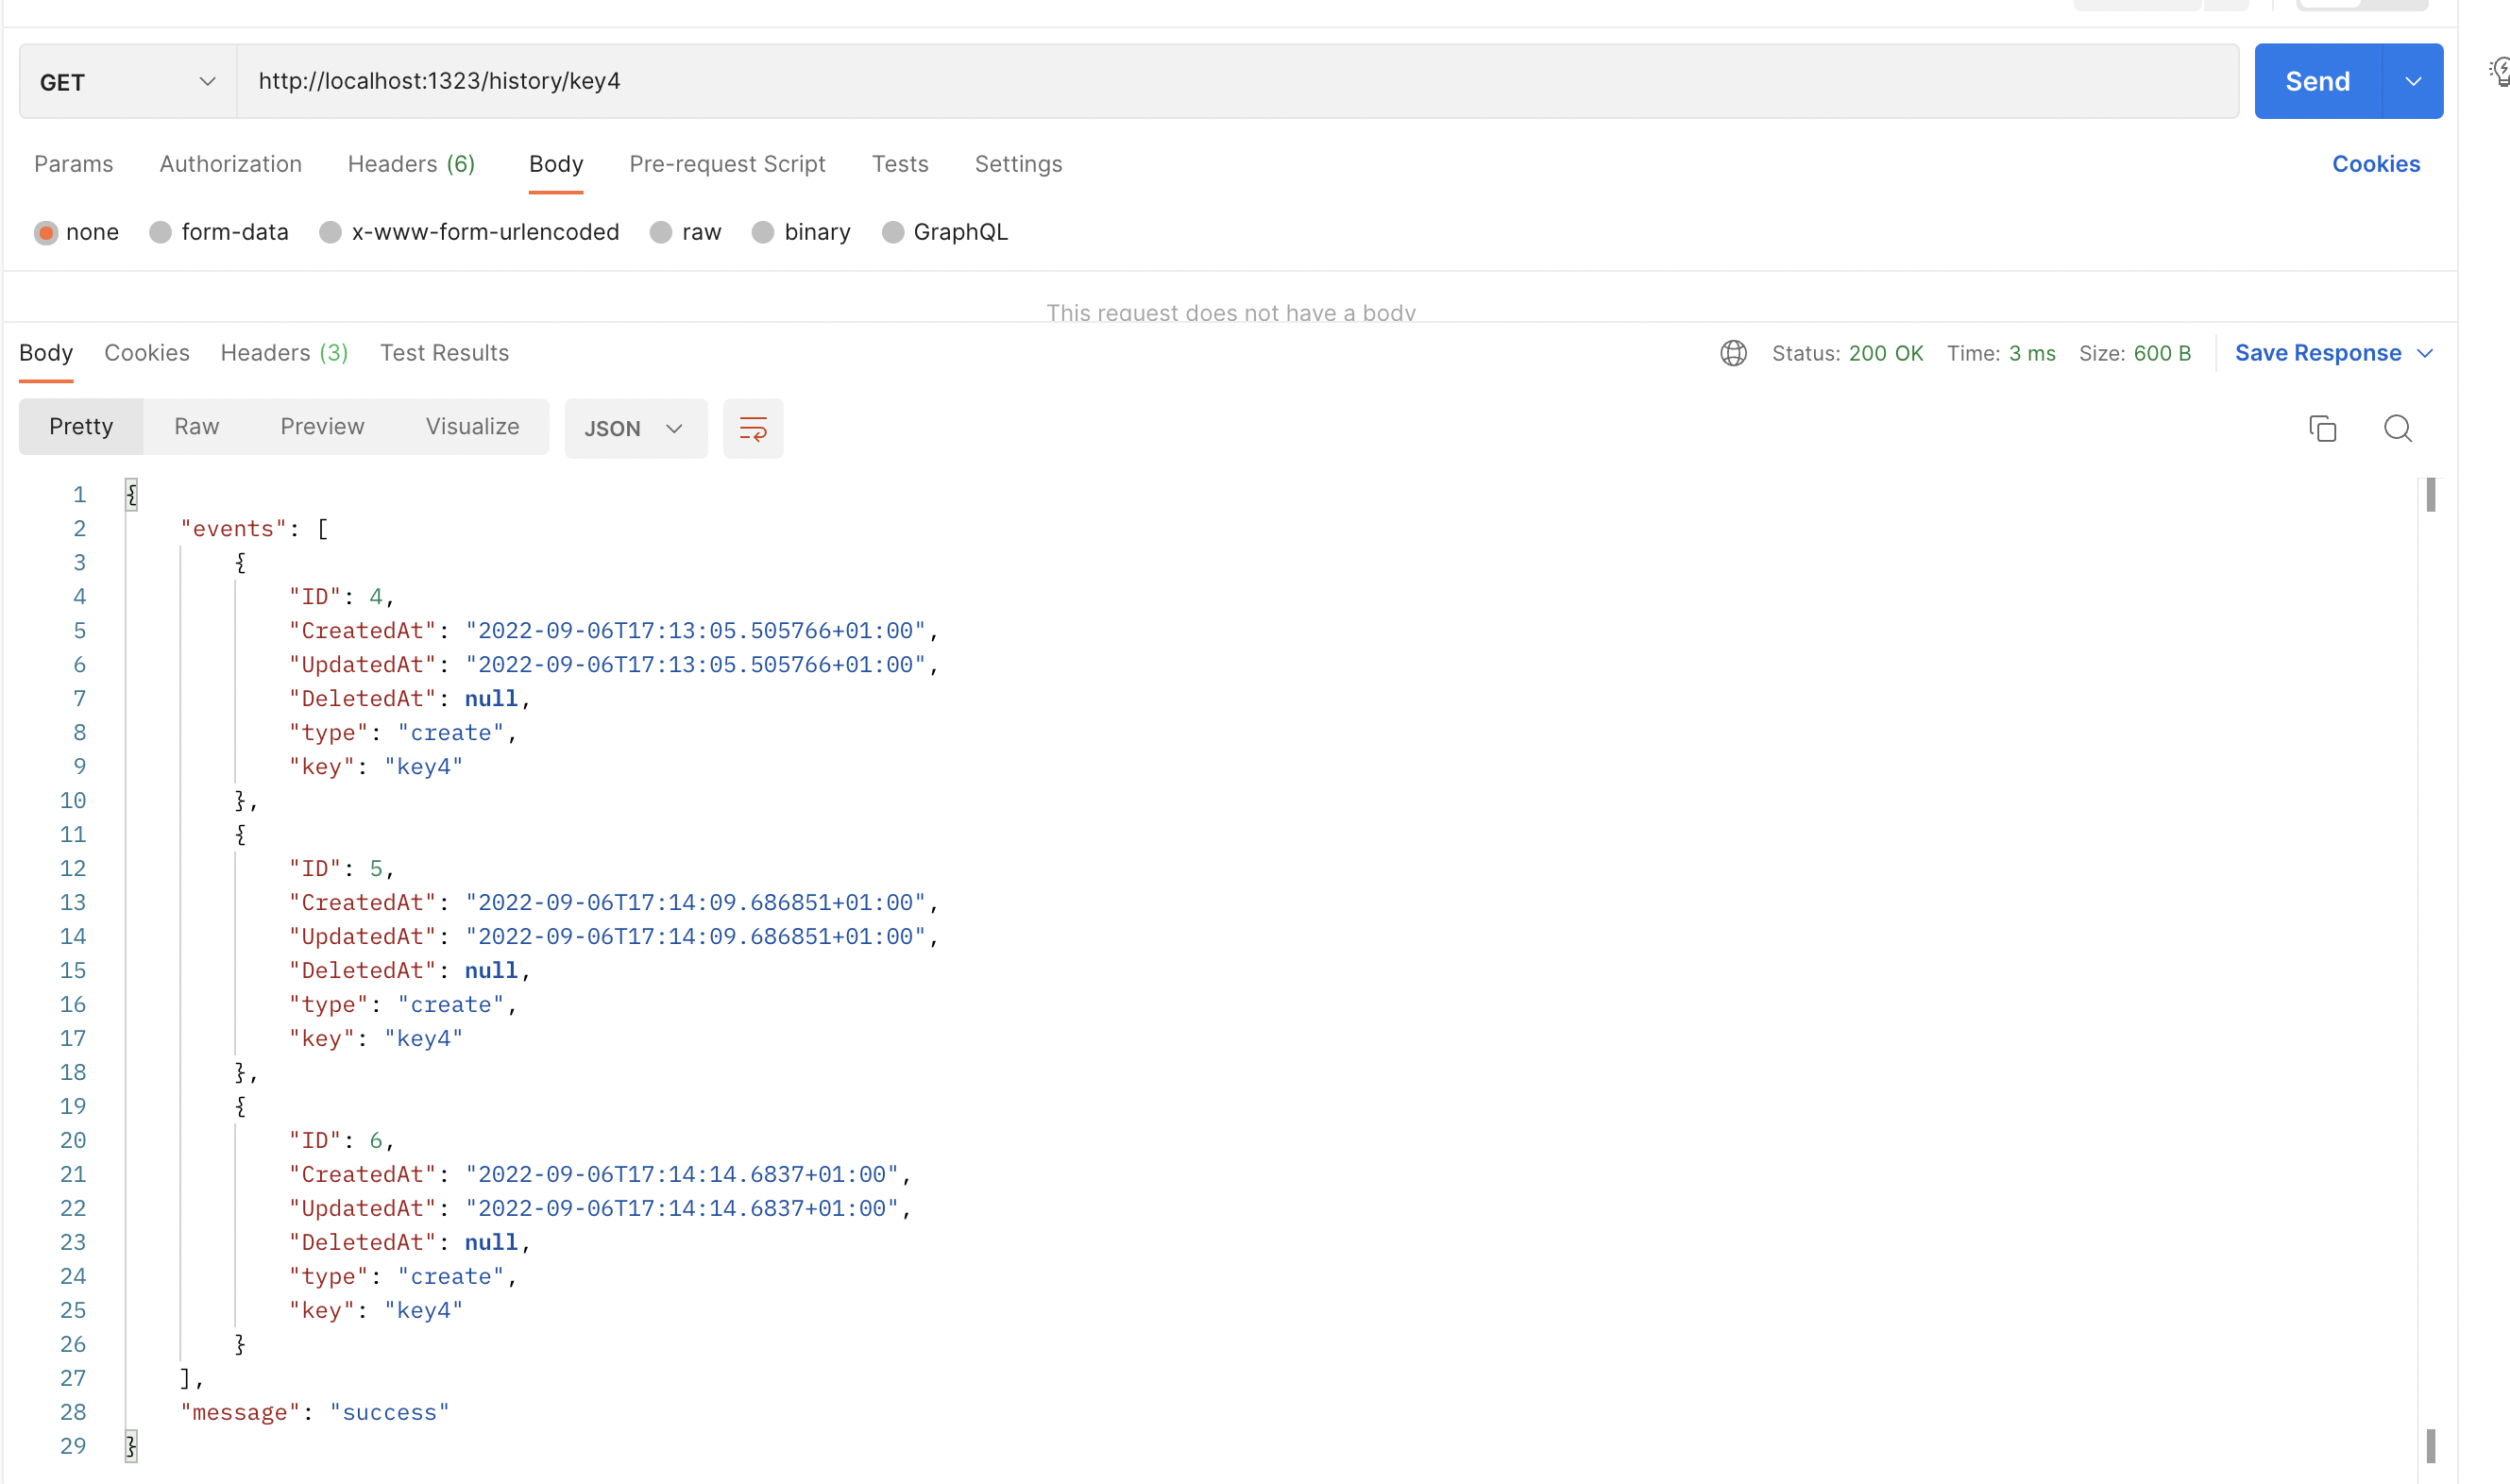 GET http://localhost:1323/history/key4 Send
Params Authorization Headers (6) Body Pre-request Script Tests Settings Cookies
none form-data x-www-form-urlencoded raw binary GraphQL
This request does not have a body
Body Cookies Headers (3) Test Results Status: 200 OK Time: 3 ms Size: 600 B Save Response
Pretty Raw Preview Visualize JSON
1 {
2 "events": [
3 {
4 "ID": 4,
5 "CreatedAt": "2022-09-06T17:13:05.505766+01:00",
6 "UpdatedAt": "2022-09-06T17:13:05.505766+01:00",
7 "DeletedAt": null,
8 "type": "create",
9 "key": "key4"
10 },
11 {
12 "ID": 5,
13 "CreatedAt": "2022-09-06T17:14:09.686851+01:00",
14 "UpdatedAt": "2022-09-06T17:14:09.686851+01:00",
15 "DeletedAt": null,
16 "type": "create",
17 "key": "key4"
18 },
19 {
20 "ID": 6,
21 "CreatedAt": "2022-09-06T17:14:14.6837+01:00",
22 "UpdatedAt": "2022-09-06T17:14:14.6837+01:00",
23 "DeletedAt": null,
24 "type": "create",
25 "key": "key4"
26 }
27 ],
28 "message": "success"
29 }